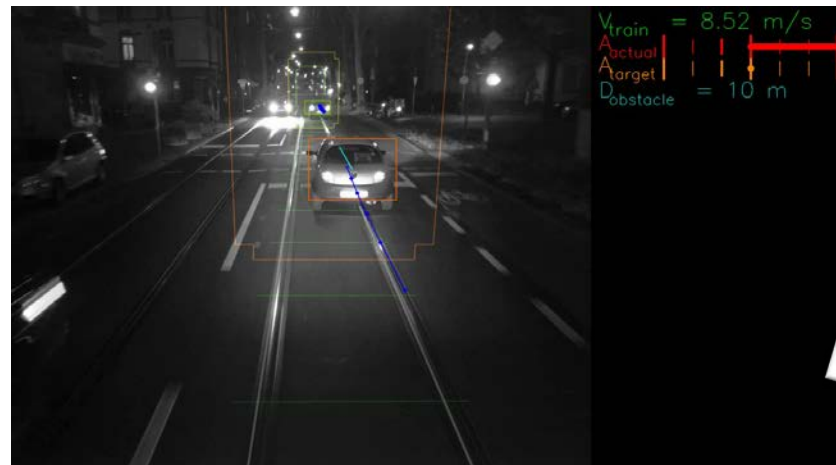 Vtrain = 8.52 m/s
Aactual
Atarget
Dobstacle = 10 m